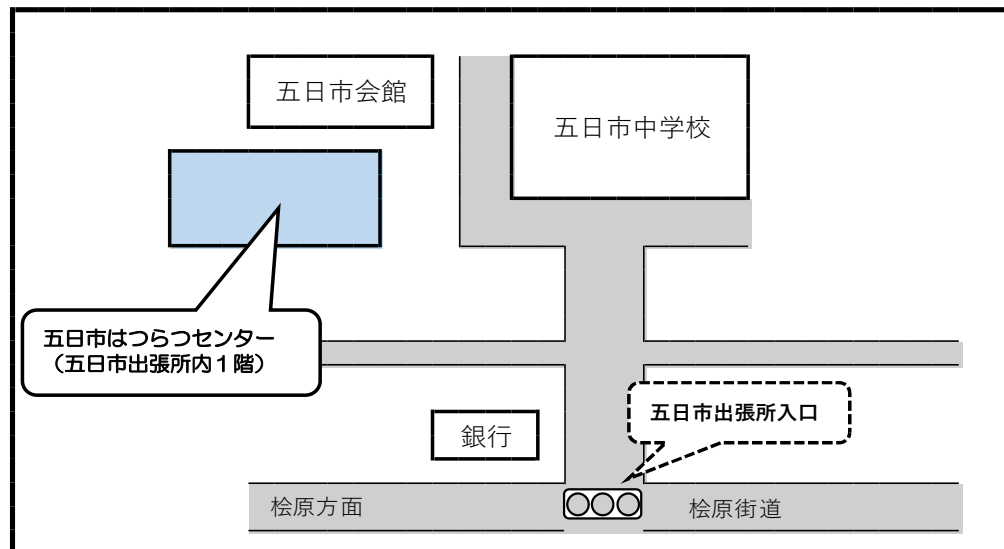 五日市会館
五日市中学校
五日市はつらつセンター
（五日市出張所内１階）
五日市出張所入口
銀行
桧原方面
桧原街道